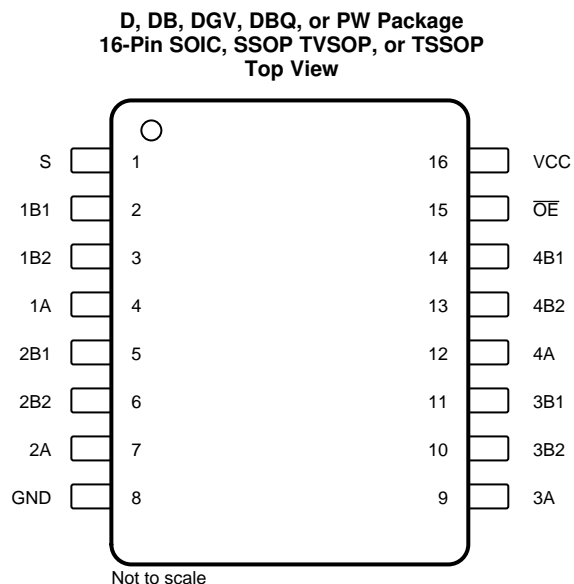 D, DB, DGV, DBQ, or PW Package
16-Pin SOIC, SSOP TVSOP, or TSSOP
Top View
S 1 16 VCC
1B1 2 15 O̅E̅
1B2 3 14 4B1
1A 4 13 4B2
2B1 5 12 4A
2B2 6 11 3B1
2A 7 10 3B2
GND 8 9 3A
Not to scale